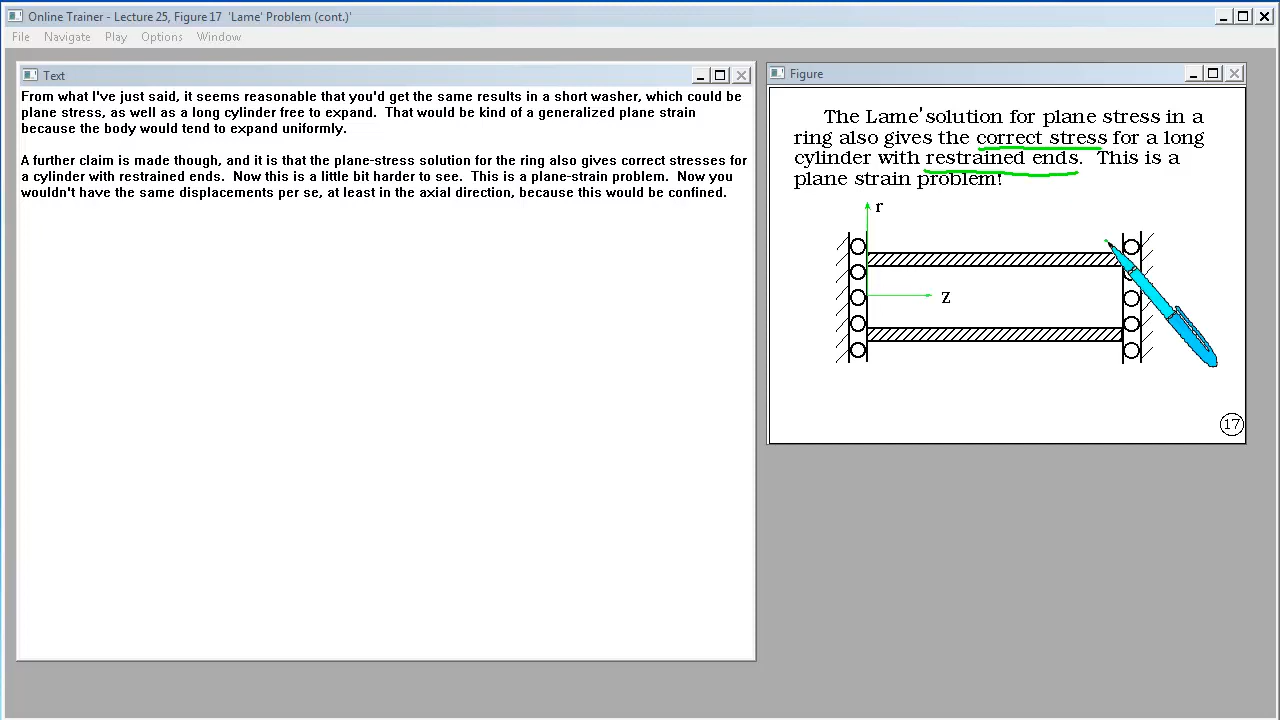 Online Trainer - Lecture 25, Figure 17  'Lame' Problem (cont.)'
File Navigate Play Options Window
Text
From what I've just said, it seems reasonable that you'd get the same results in a short washer, which could be
plane stress, as well as a long cylinder free to expand.  That would be kind of a generalized plane strain
because the body would tend to expand uniformly.
A further claim is made though, and it is that the plane-stress solution for the ring also gives correct stresses for
a cylinder with restrained ends.  Now this is a little bit harder to see.  This is a plane-strain problem.  Now you
wouldn't have the same displacements per se, at least in the axial direction, because this would be confined.
Figure
The Lame' solution for plane stress in a
ring also gives the correct stress for a long
cylinder with restrained ends.  This is a
plane strain problem!
r
z
17